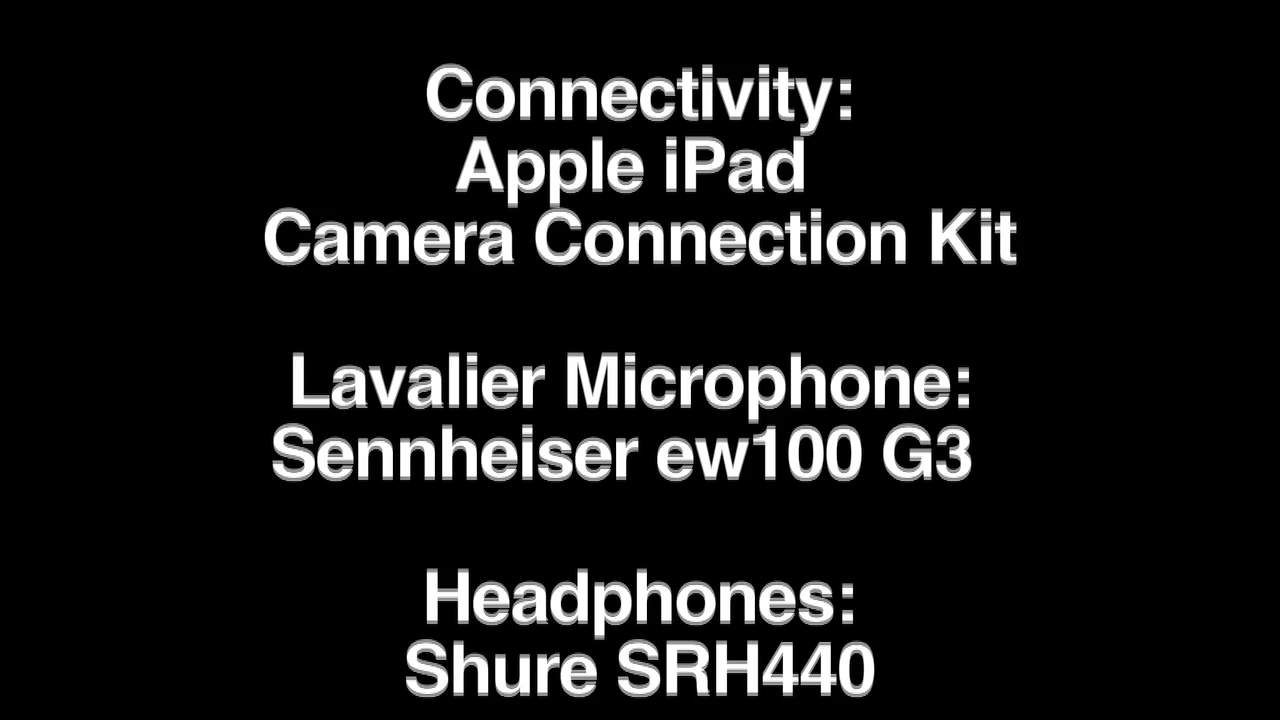 Connectivity:
Apple iPad
Camera Connection Kit
Lavalier Microphone:
Sennheiser ew100 G3
Headphones:
Shure SRH440